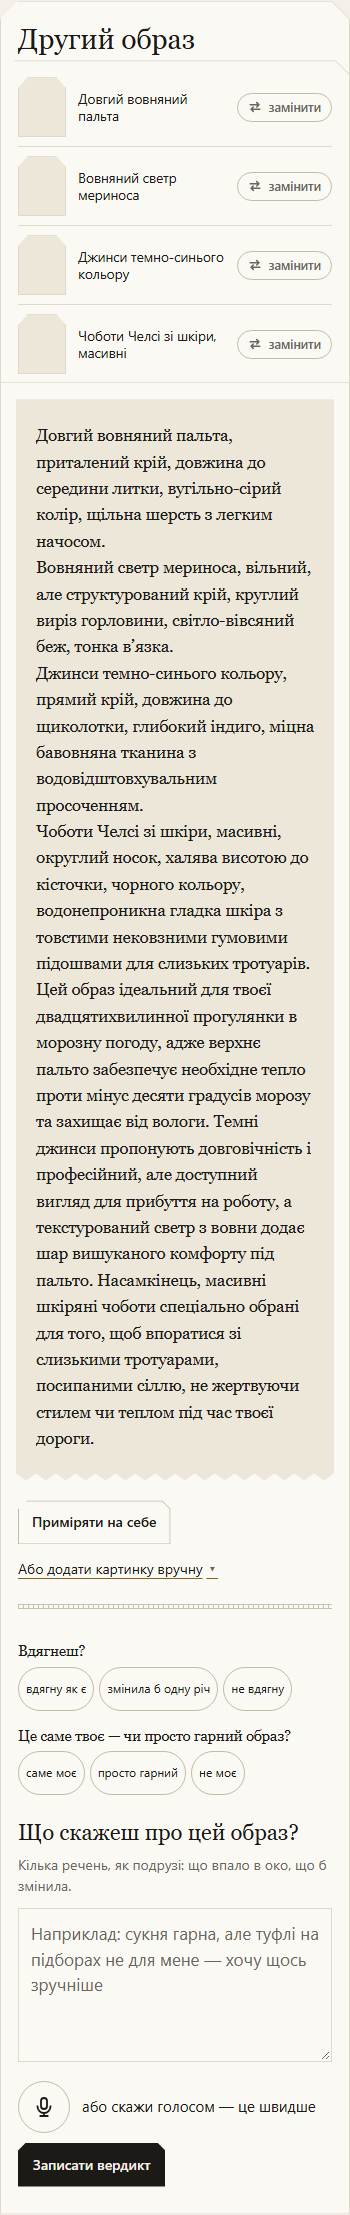 Другий образ
Довгий вовняний
пальта
замінити
Вовняний светр
мериноса
замінити
Джинси темно-синього
кольору
замінити
Чоботи Челсі зі шкіри,
масивні
замінити
Довгий вовняний пальта,
приталений крій, довжина до
середини литки, вугільно-сірий
колір, щільна шерсть з легким
начосом.
Вовняний светр мериноса, вільний,
але структурований крій, круглий
виріз горловини, світло-вівсяний
беж, тонка в’язка.
Джинси темно-синього кольору,
прямий крій, довжина до
щиколотки, глибокий індиго, міцна
бавовняна тканина з
водовідштовхувальним
просоченням.
Чоботи Челсі зі шкіри, масивні,
округлий носок, халява висотою до
кісточки, чорного кольору,
водонепроникна гладка шкіра з
товстими нековзними гумовими
підошвами для слизьких тротуарів.
Цей образ ідеальний для твоєї
двадцятихвилинної прогулянки в
морозну погоду, адже верхнє
пальто забезпечує необхідне тепло
проти мінус десяти градусів морозу
та захищає від вологи. Темні
джинси пропонують довговічність і
професійний, але доступний
вигляд для прибуття на роботу, а
текстурований светр з вовни додає
шар вишуканого комфорту під
пальто. Насамкінець, масивні
шкіряні чоботи спеціально обрані
для того, щоб впоратися зі
слизькими тротуарами,
посипаними сіллю, не жертвуючи
стилем чи теплом під час твоєї
дороги.
Приміряти на себе
Або додати картинку вручну
Вдягнеш?
вдягну як є
змінила б одну річ
не вдягну
Це саме твоє — чи просто гарний образ?
саме моє
просто гарний
не моє
Що скажеш про цей образ?
Кілька речень, як подрузі: що впало в око, що б
змінила.
Наприклад: сукня гарна, але туфлі на
підборах не для мене — хочу щось
зручніше
або скажи голосом — це швидше
Записати вердикт